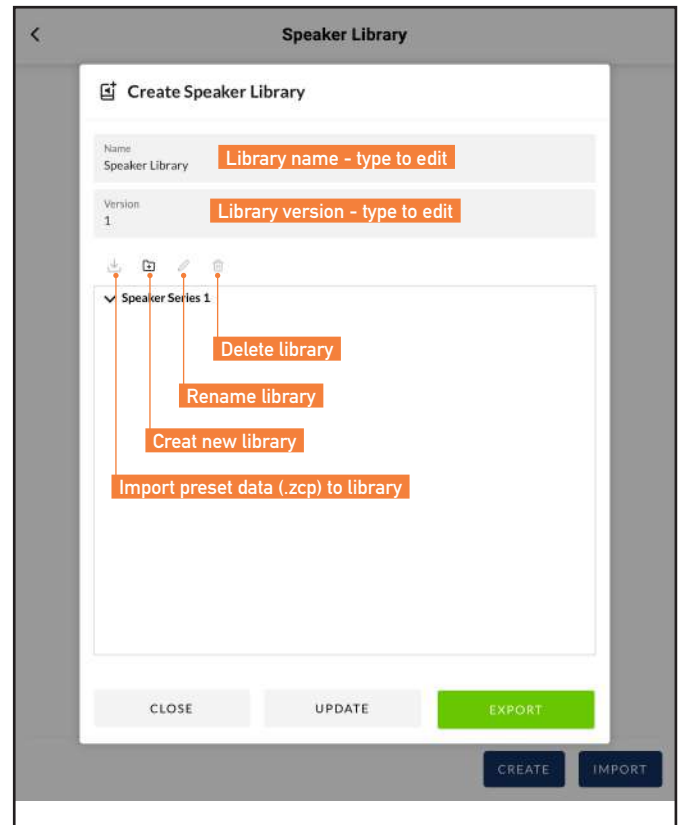 Speaker Library
Create Speaker Library
Name
Speaker Library
Library name - type to edit
Version
1
Library version - type to edit
Speaker Series 1
Delete library
Rename library
Creat new library
Import preset data (.zcp) to library
CLOSE
UPDATE
EXPORT
CREATE
IMPORT